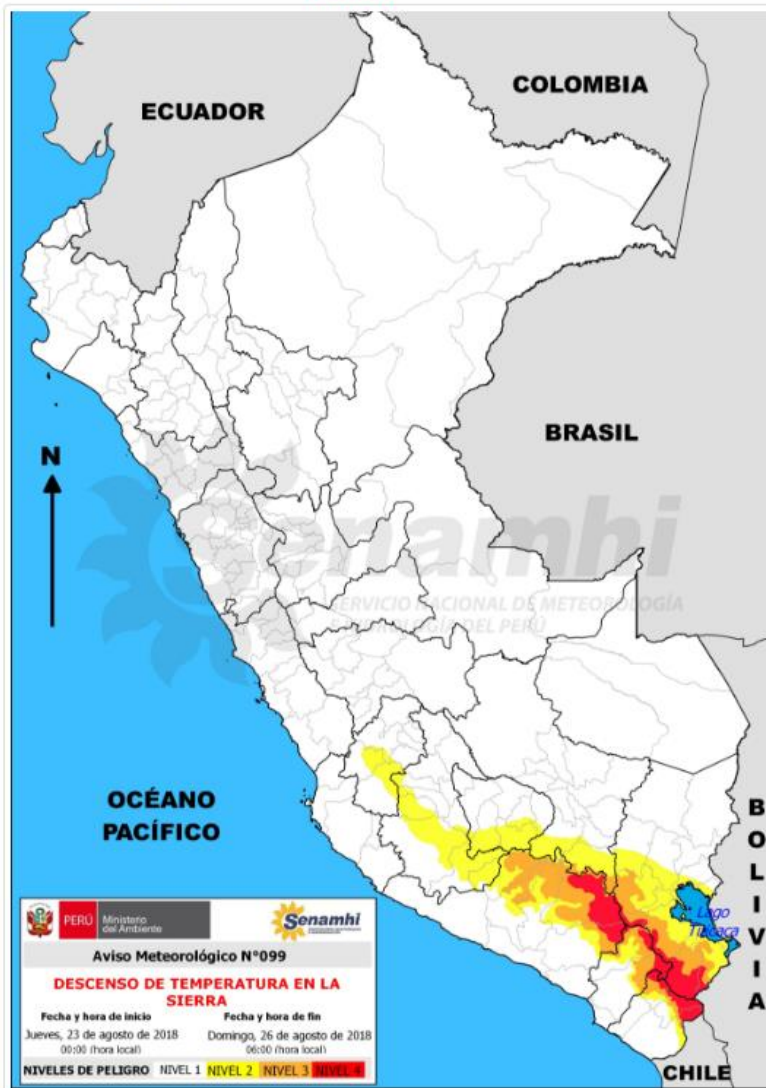 COLOMBIA
ECUADOR
BRASIL
N
Senamhi
SERVICIO NACIONAL DE METEOROLOGÍA
E HIDROLOGÍA DEL PERÚ
OCÉANO
PACÍFICO
BOLIVIA
Lago
Titicaca
CHILE
PERÚ
Ministerio
del Ambiente
Senamhi
Aviso Meteorológico N°099
DESCENSO DE TEMPERATURA EN LA
SIERRA
Fecha y hora de inicio
Fecha y hora de fin
Jueves, 23 de agosto de 2018
Domingo, 26 de agosto de 2018
00:00 (hora local)
06:00 (hora local)
NIVELES DE PELIGRO NIVEL 1 NIVEL 2 NIVEL 3 NIVEL 4